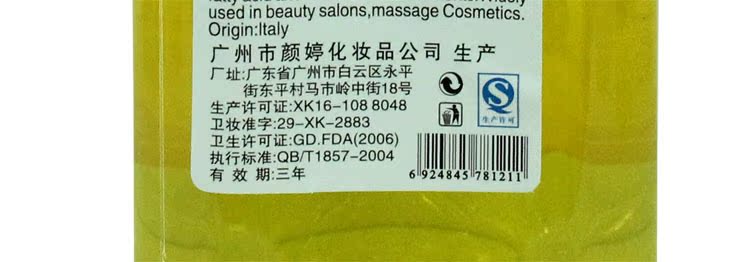 used in beauty salons,massage Cosmetics.
Origin:Italy
广州市颜婷化妆品公司 生产
厂址:广东省广州市白云区永平
街东平村马市岭中街18号
生产许可证:XK16-108 8048
卫妆准字:29-XK-2883
卫生许可证:GD.FDA(2006)
执行标准:QB/T1857-2004
有 效 期:三年
生产许可
6 924845 781211